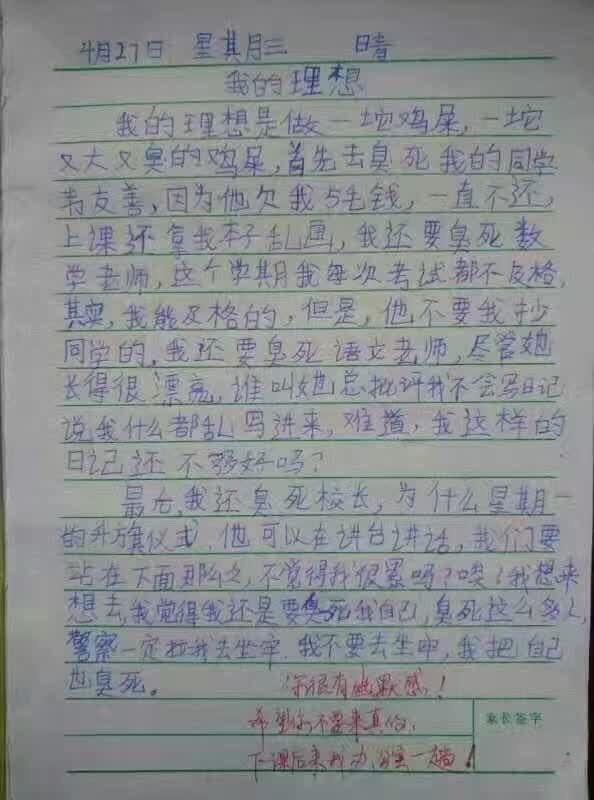 4月27日 星期三 晴
我的理想
我的理想是做一坨鸡屎,一坨
又大又臭的鸡屎,首先去臭死我的同学
韦友善,因为他欠我5毛钱,一直不还,
上课还拿我本子乱画,我还要臭死数
学老师,这个学期我每次考试都不及格,
其实,我能及格的,但是,他不要我抄
同学的,我还要臭死语文老师,尽管她
长得很漂亮,谁叫她总批评我不会写日记
说我什么都乱写进来,难道,我这样的
日记还不够好吗?
最后,我还臭死校长,为什么星期一
的升旗仪式,他可以在讲台讲话,我们要
站在下面那么久,不觉得我很累吗?唉!我想来
想去,我觉得我还是要臭死我自己,臭死这么多人,
警察一定拉我去坐牢.我不要去坐牢,我把自己
也臭死。
你很有幽默感!
希望你不要来真的,
家长签字
下课后来我办公室一趟!